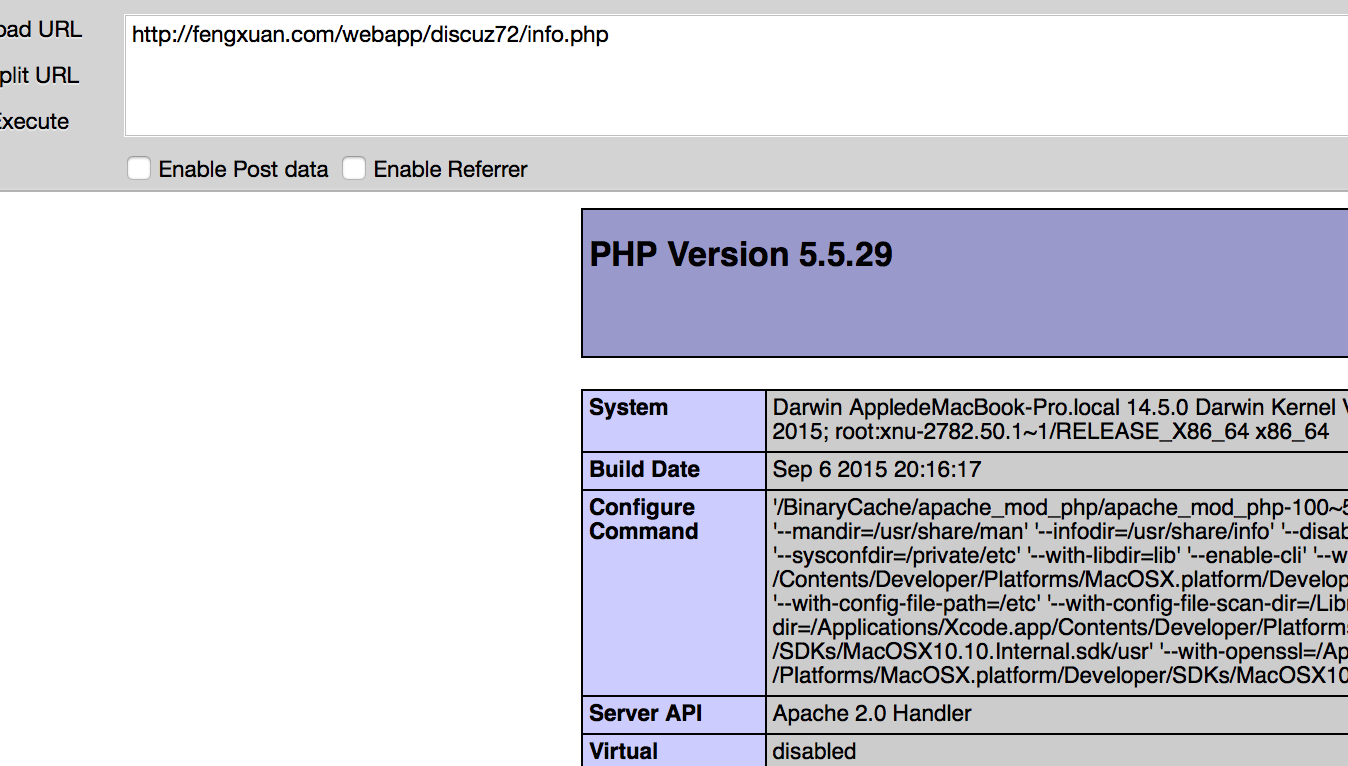 oad URL
http://fengxuan.com/webapp/discuz72/info.php
plit URL
Execute
Enable Post data Enable Referrer
PHP Version 5.5.29
System
Darwin AppledeMacBook-Pro.local 14.5.0 Darwin Kernel
2015; root:xnu-2782.50.1~1/RELEASE_X86_64 x86_64
Build Date
Sep 6 2015 20:16:17
Configure
Command
'/BinaryCache/apache_mod_php/apache_mod_php-100~5
'--mandir=/usr/share/man' '--infodir=/usr/share/info' '--disab
'--sysconfdir=/private/etc' '--with-libdir=lib' '--enable-cli' '--w
/Contents/Developer/Platforms/MacOSX.platform/Develop
'--with-config-file-path=/etc' '--with-config-file-scan-dir=/Lib
dir=/Applications/Xcode.app/Contents/Developer/Platforms
/SDKs/MacOSX10.10.Internal.sdk/usr' '--with-openssl=/Ap
/Platforms/MacOSX.platform/Developer/SDKs/MacOSX10
Server API
Apache 2.0 Handler
Virtual
disabled